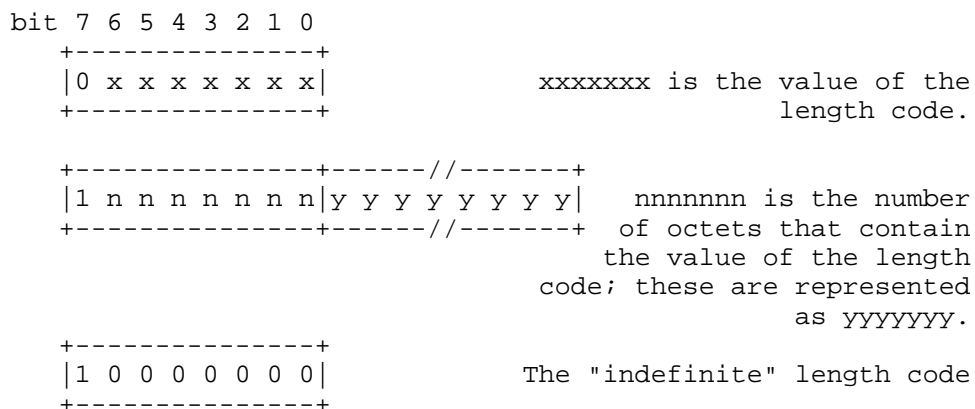 bit 7 6 5 4 3 2 1 0
   +---------------+
   |0 x x x x x x x|             xxxxxxx is the value of the
   +---------------+                            length code.

   +---------------+------//-------+
   |1 n n n n n n n|y y y y y y y y|   nnnnnnn is the number
   +---------------+------//-------+  of octets that contain
                                     the value of the length
                                 code; these are represented
                                                 as yyyyyyy.
   +---------------+
   |1 0 0 0 0 0 0 0|            The "indefinite" length code
   +---------------+